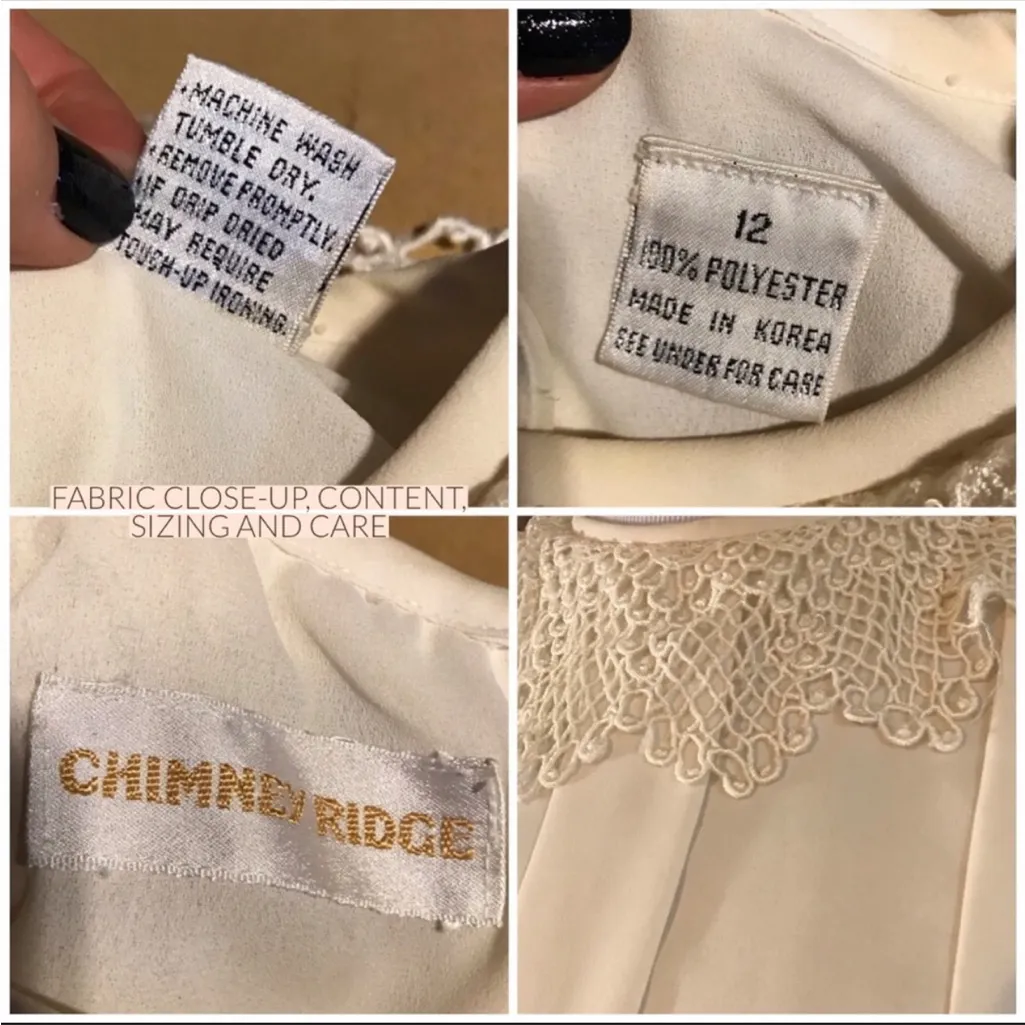 .MACHINE WASH
TUMBLE DRY.
.REMOVE PROMPTLY.
IF DRIP DRIED
MAY REQUIRE
TOUCH-UP IRONING.
12
100% POLYESTER
MADE IN KOREA
SEE UNDER FOR CARE
FABRIC CLOSE-UP, CONTENT,
SIZING AND CARE
CHIMNEY RIDGE